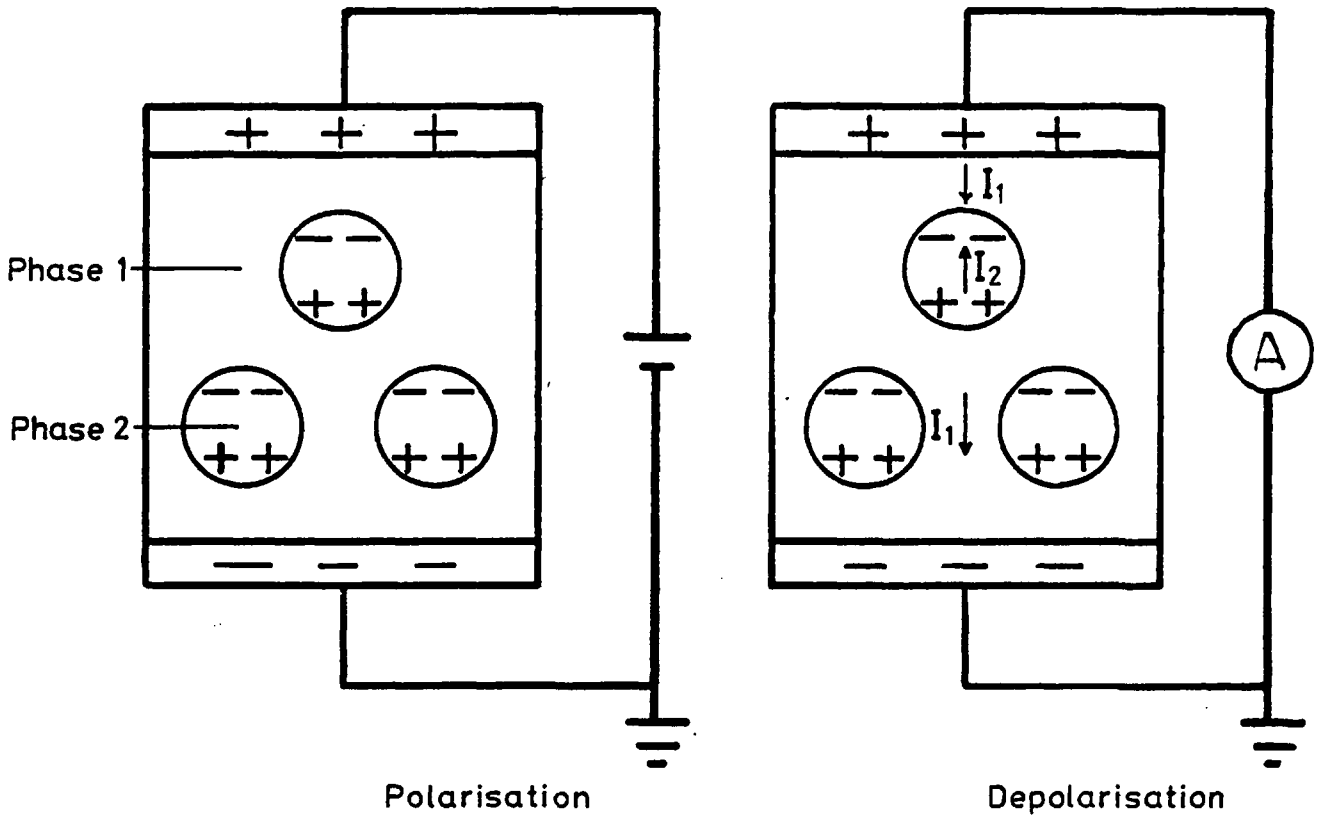 Phase 1
Phase 2
Polarisation
I₁
I₂
I₁
A
Depolarisation